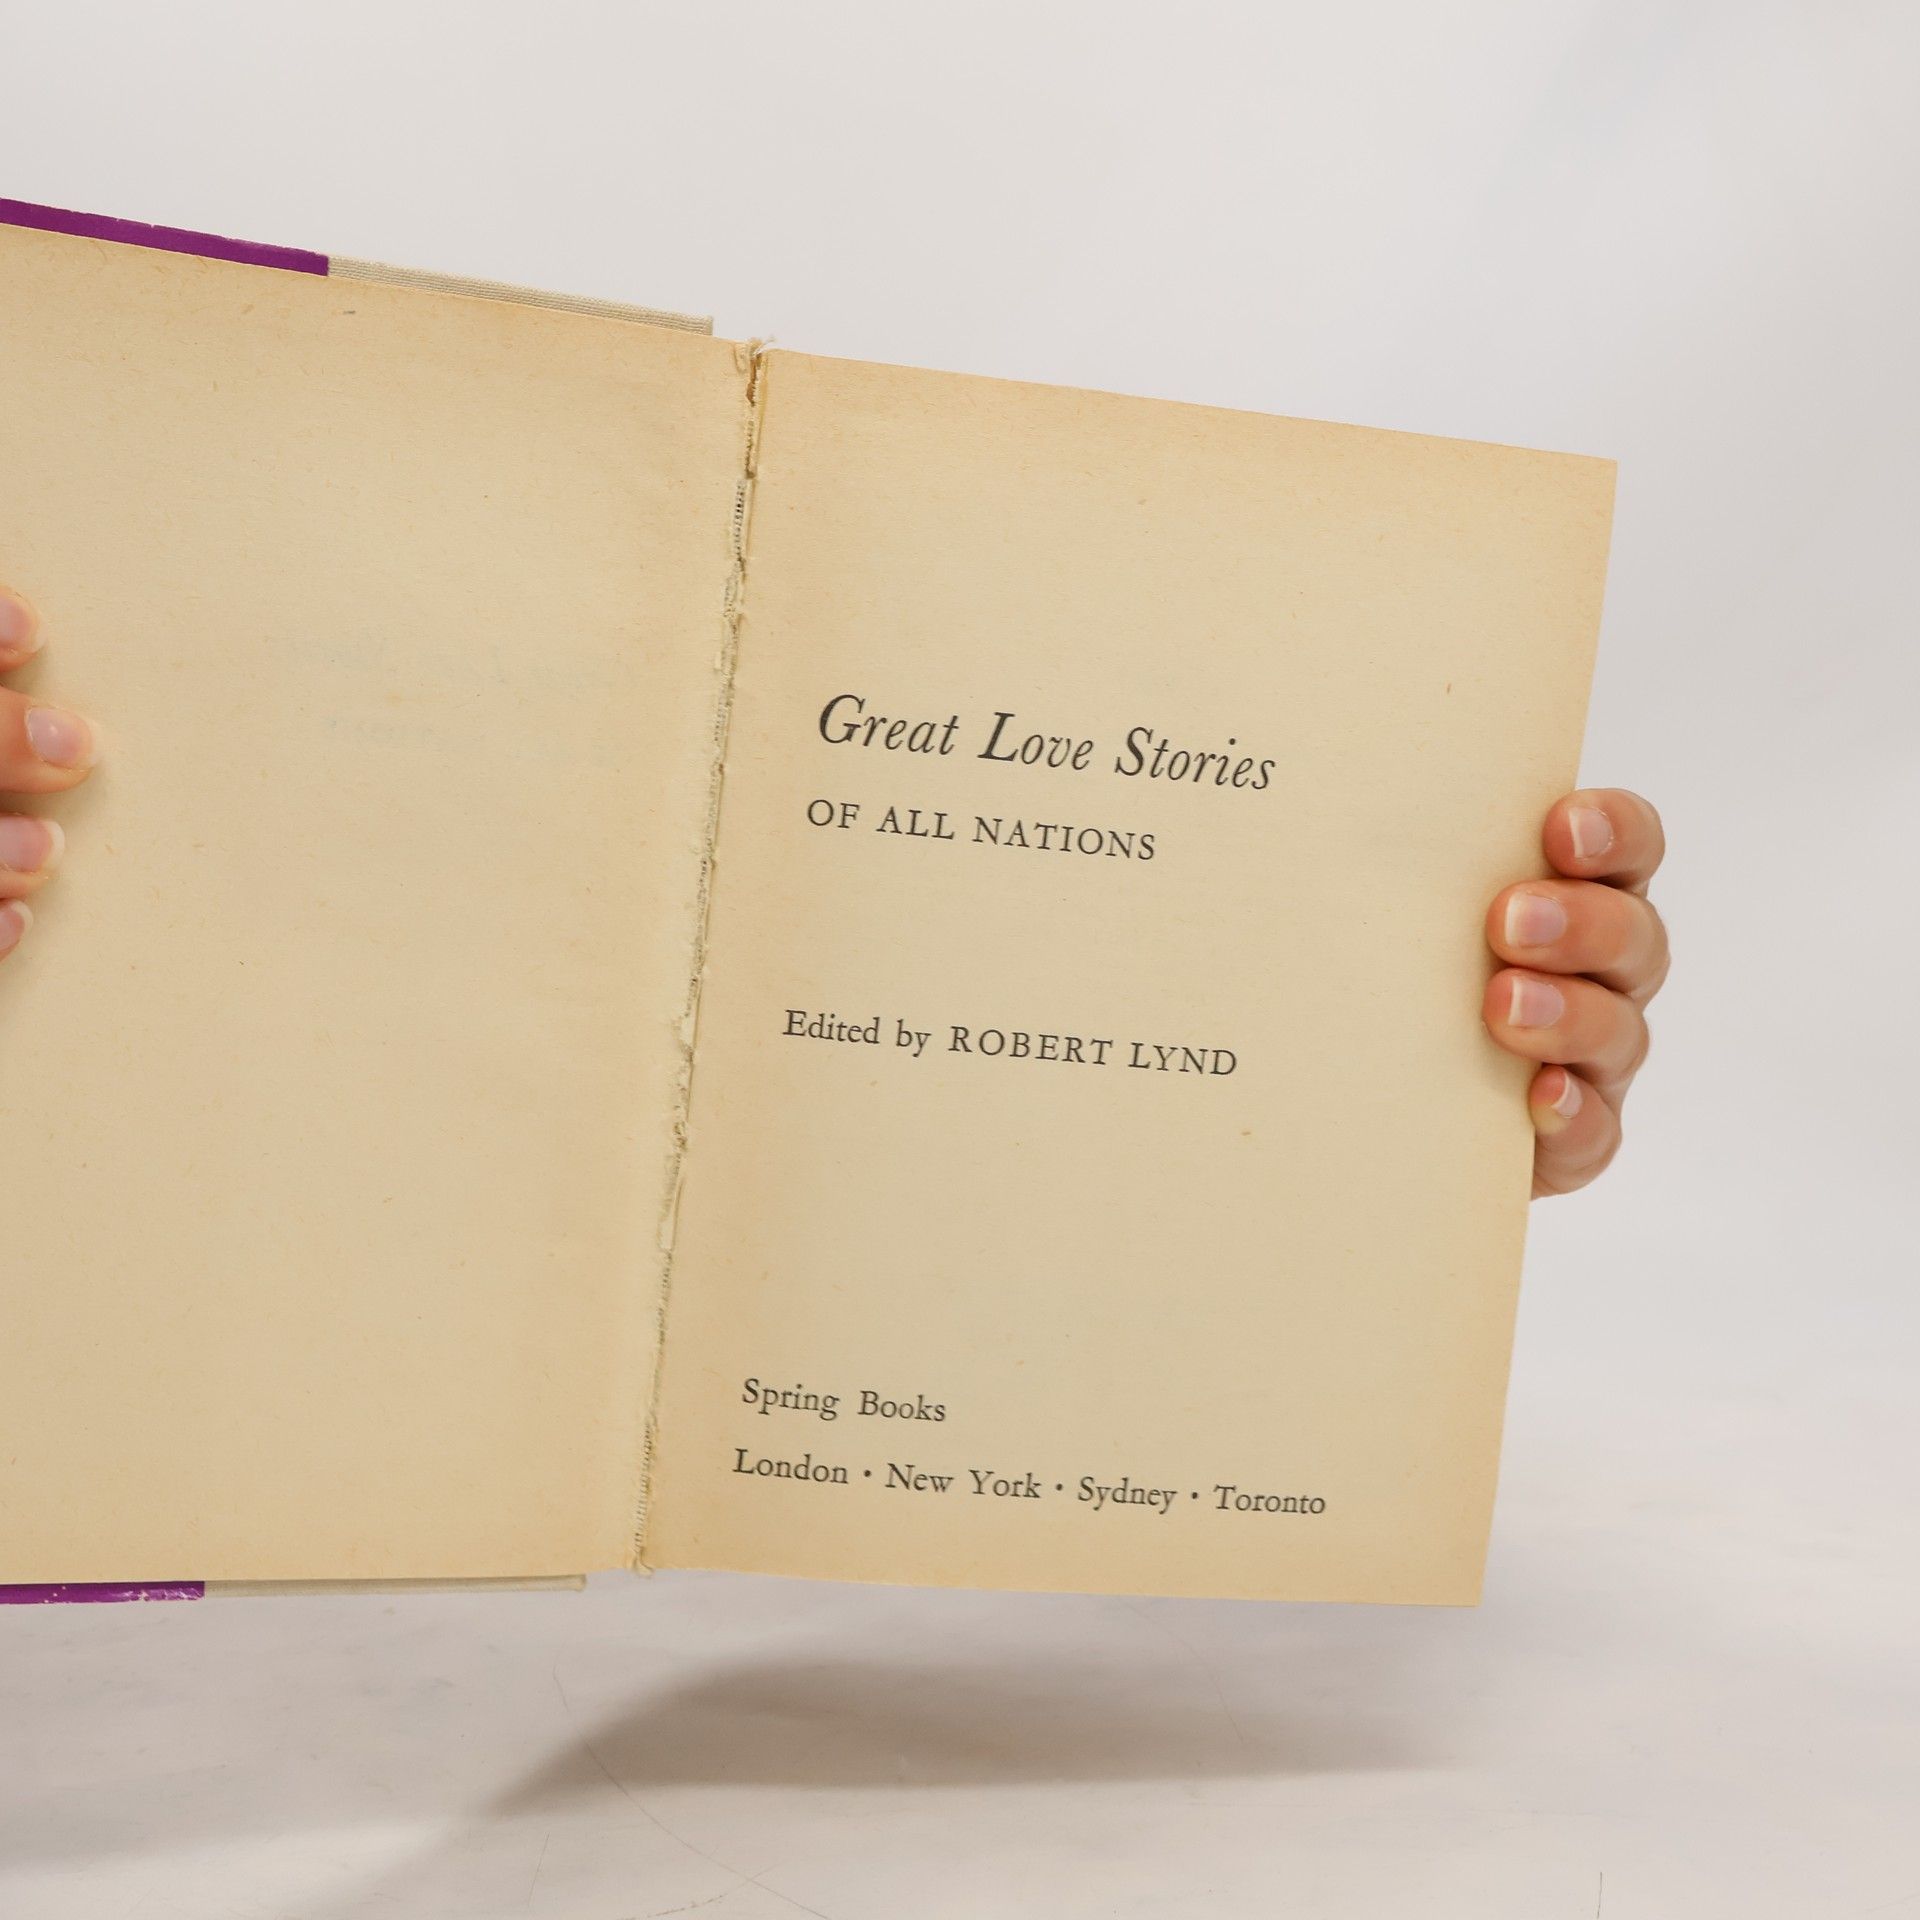 Great Love Stories
OF ALL NATIONS
Edited by ROBERT LYND
Spring Books
London • New York • Sydney • Toronto